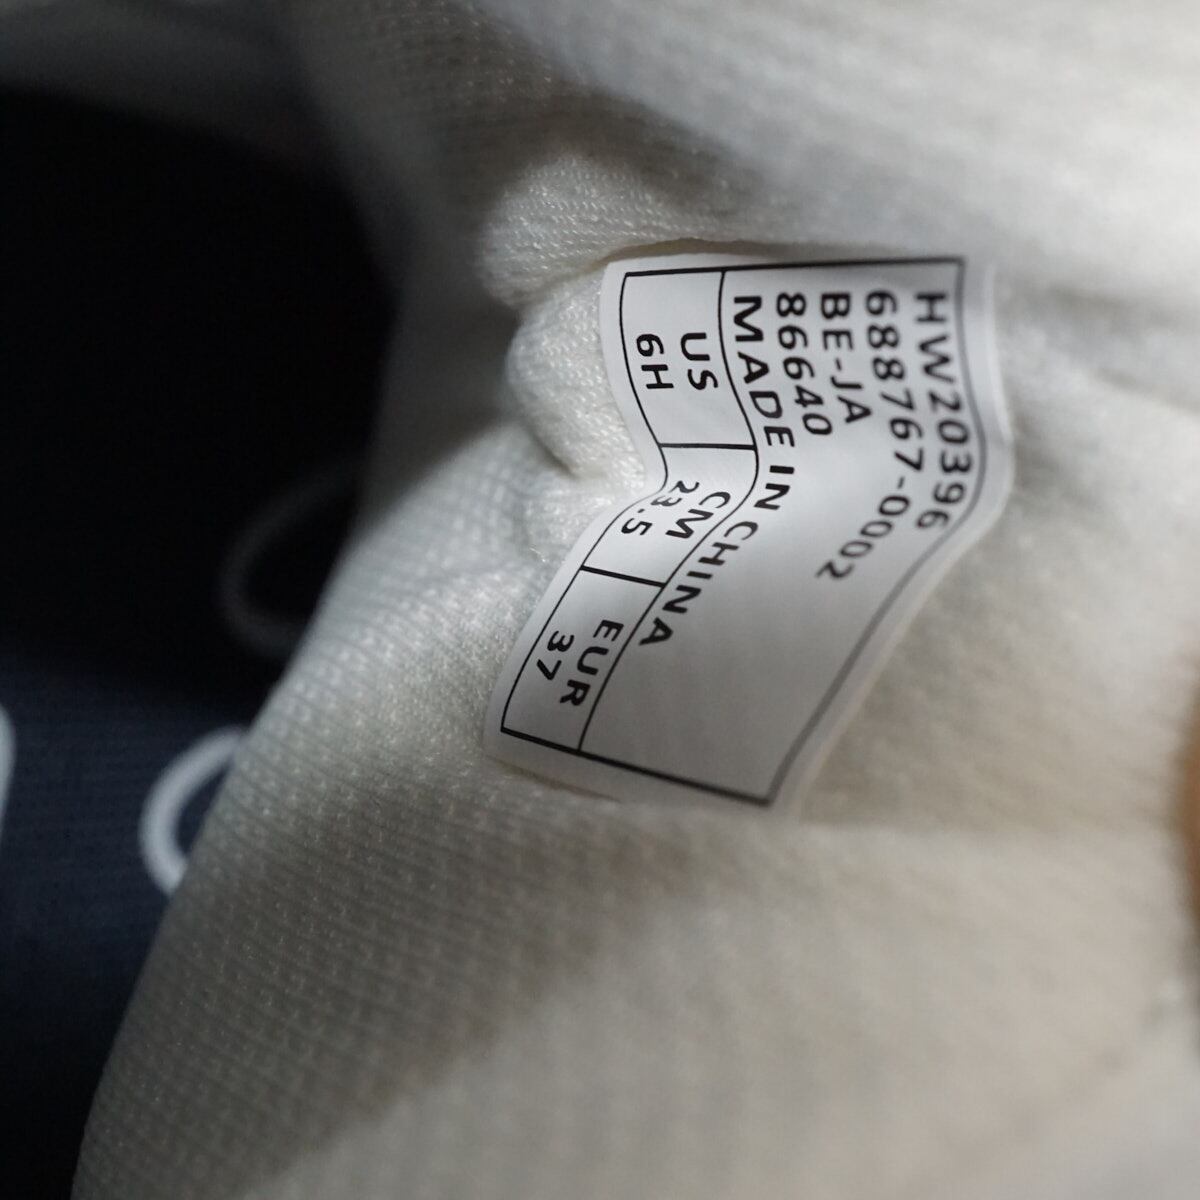 HW20396
688767-0002
BE-JA
86640
MADE IN CHINA
US CM EUR
6H 23.5 37